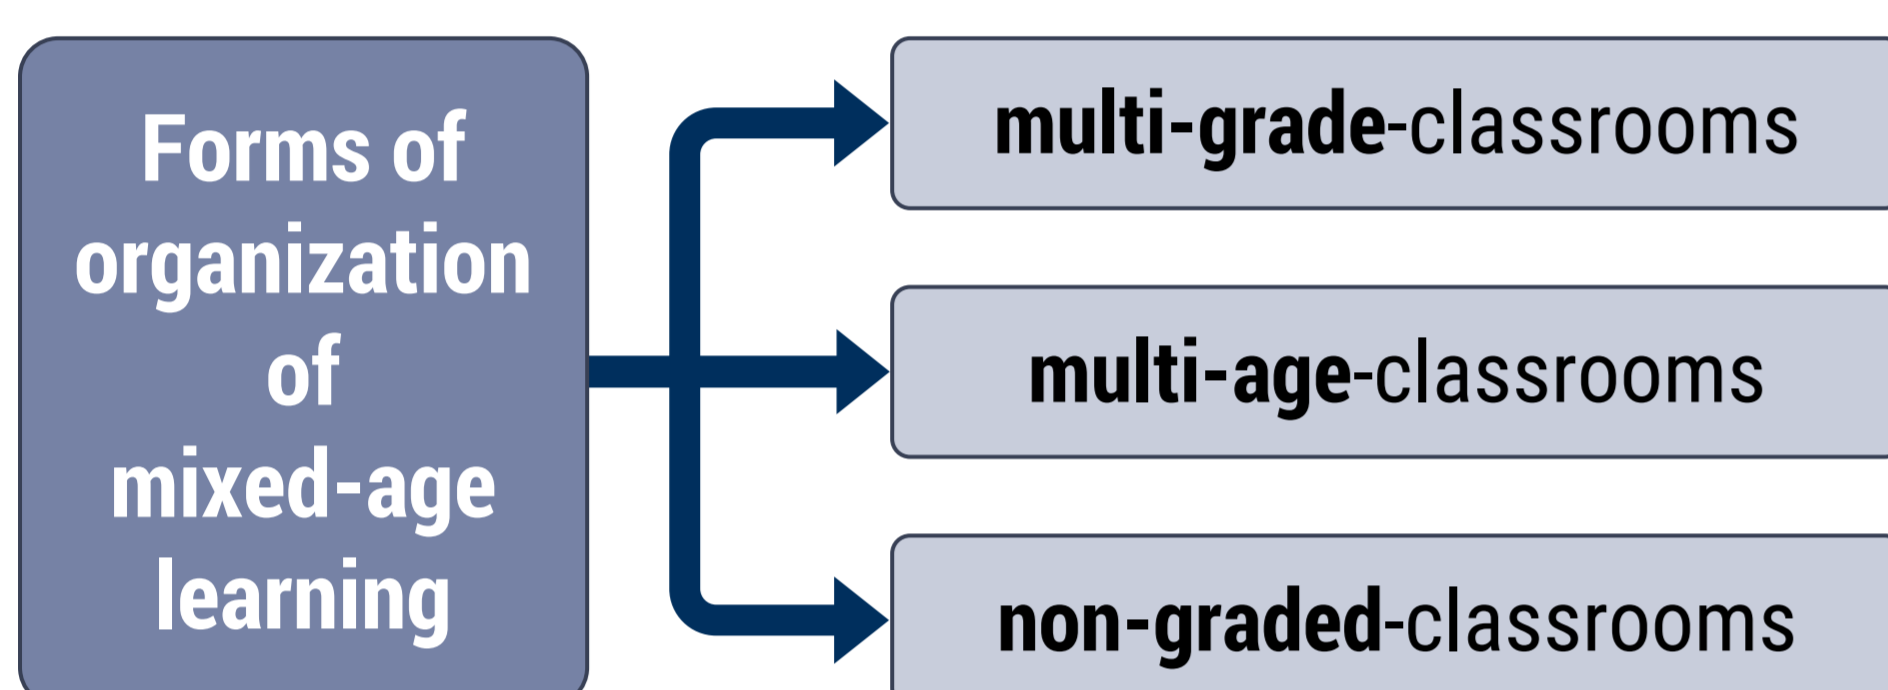 Forms of
organization
of
mixed-age
learning
multi-grade-classrooms
multi-age-classrooms
non-graded-classrooms